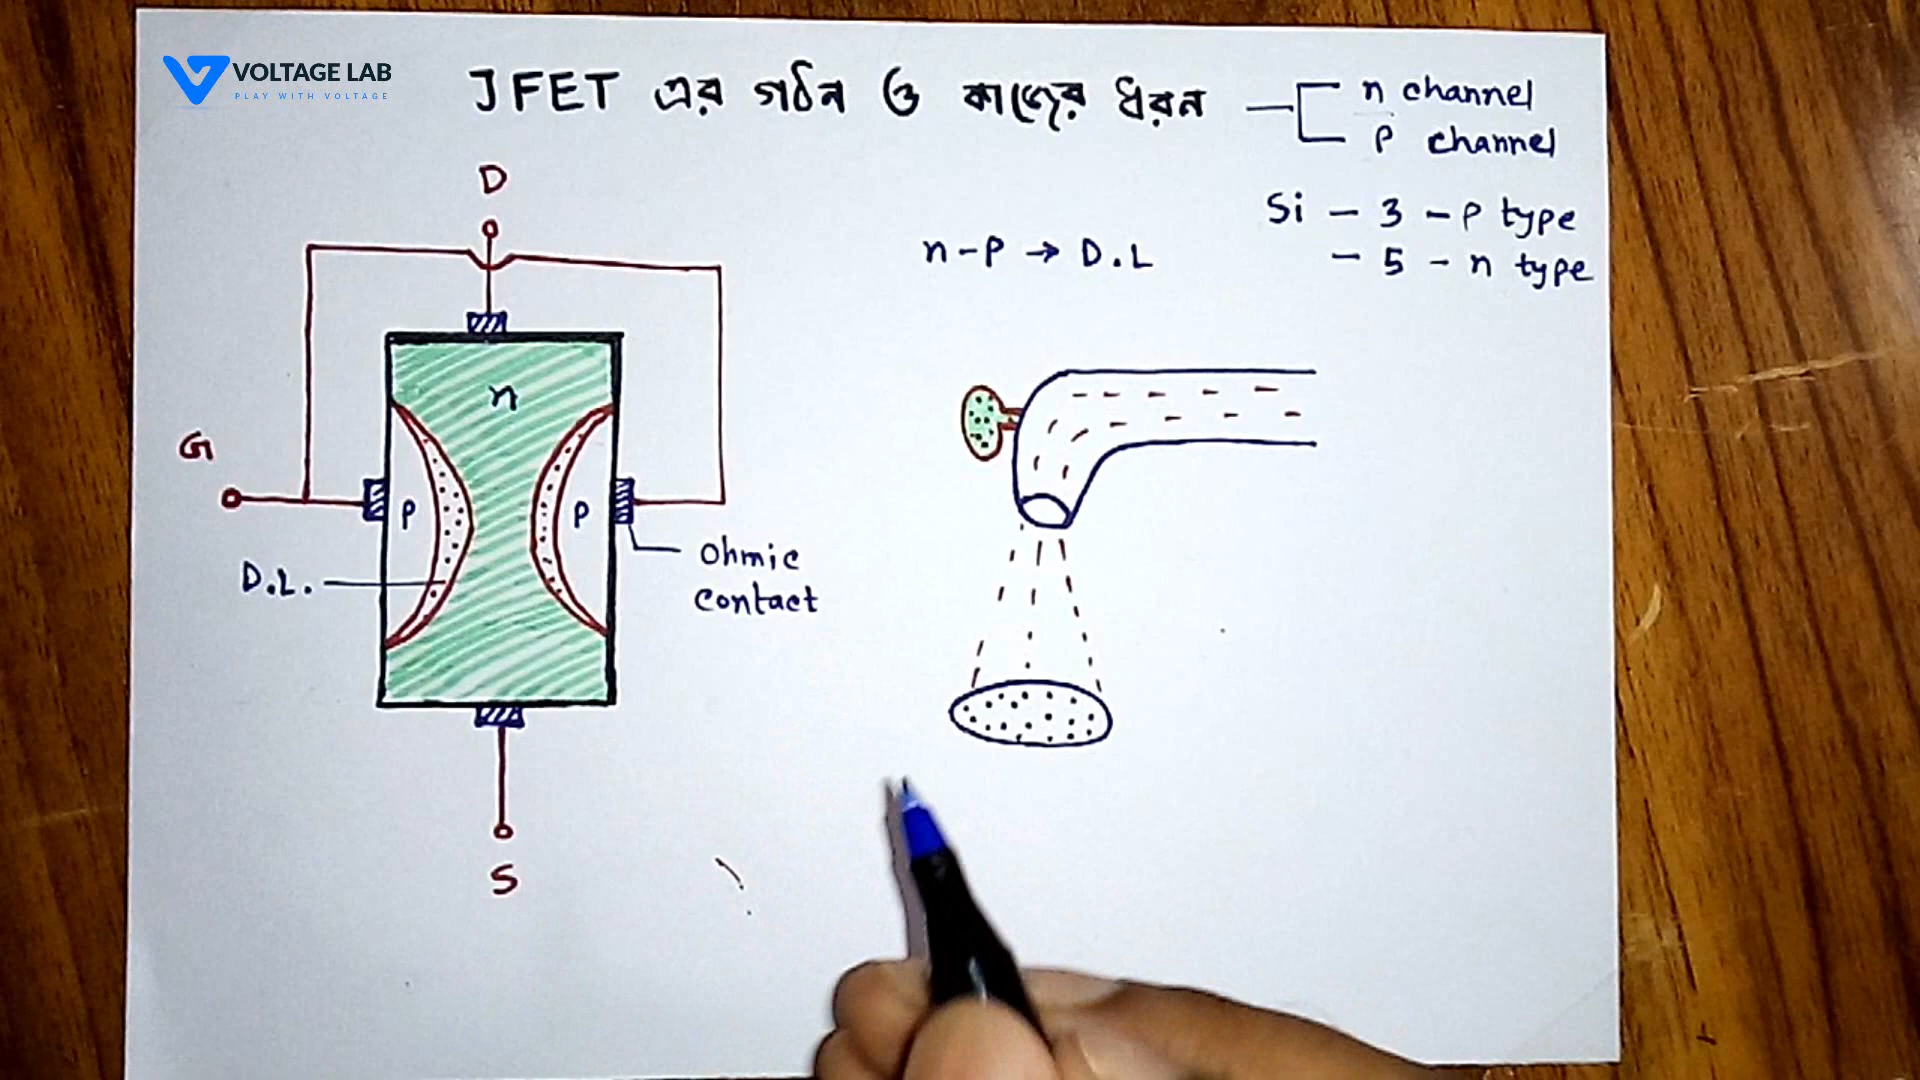 VOLTAGE LAB
PLAY WITH VOLTAGE
JFET এর গঠন ও কাজের ধরন
n channel
P channel
Si - 3 - P type
- 5 - n type
n-P → D.L
D
n
G
P
P
D.L.
Ohmic
Contact
S